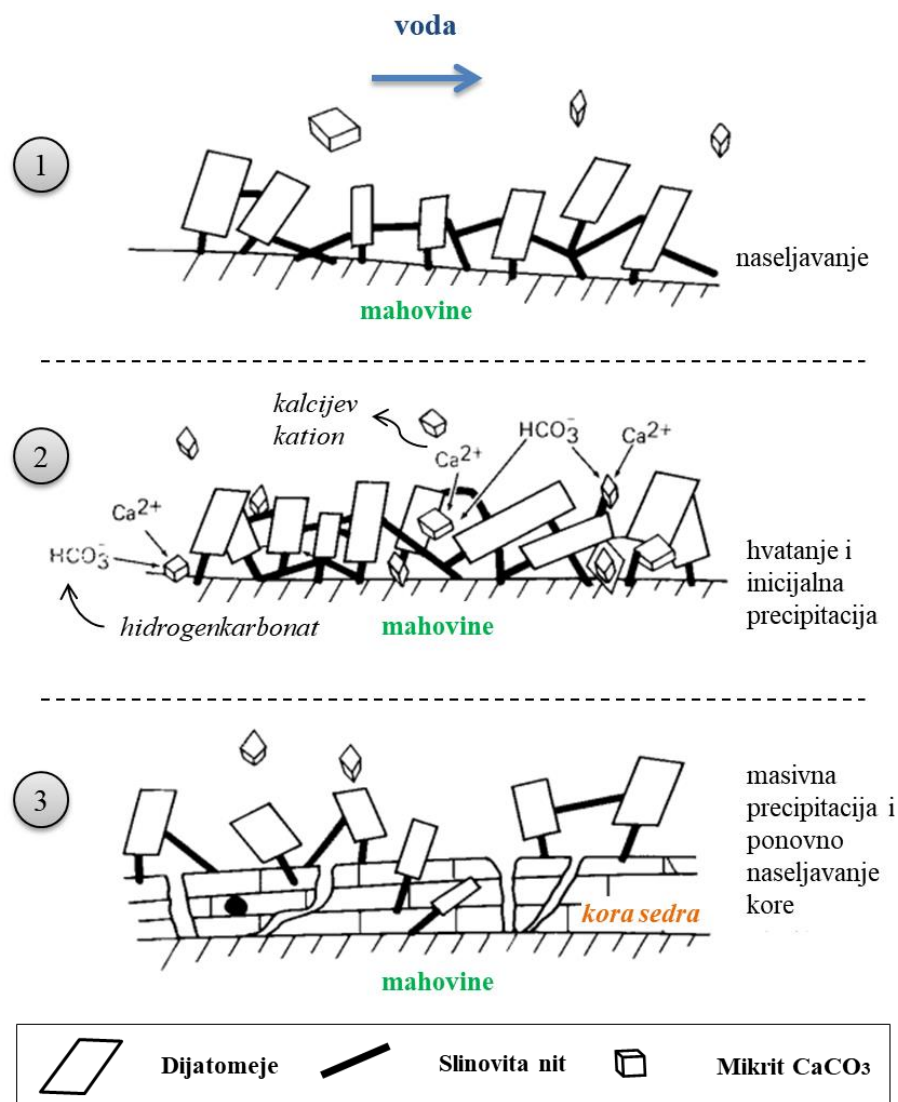 voda
1
naseljavanje
mahovine
2
kalcijev
kation
HCO₃⁻
Ca²⁺
Ca²⁺
Ca²⁺
HCO₃⁻
hidrogenkarbonat
mahovine
hvatanje i
inicijalna
precipitacija
3
masivna
precipitacija i
ponovno
naseljavanje
kore
kora sedra
mahovine
Dijatomeje
Slinovita nit
Mikrit CaCO₃